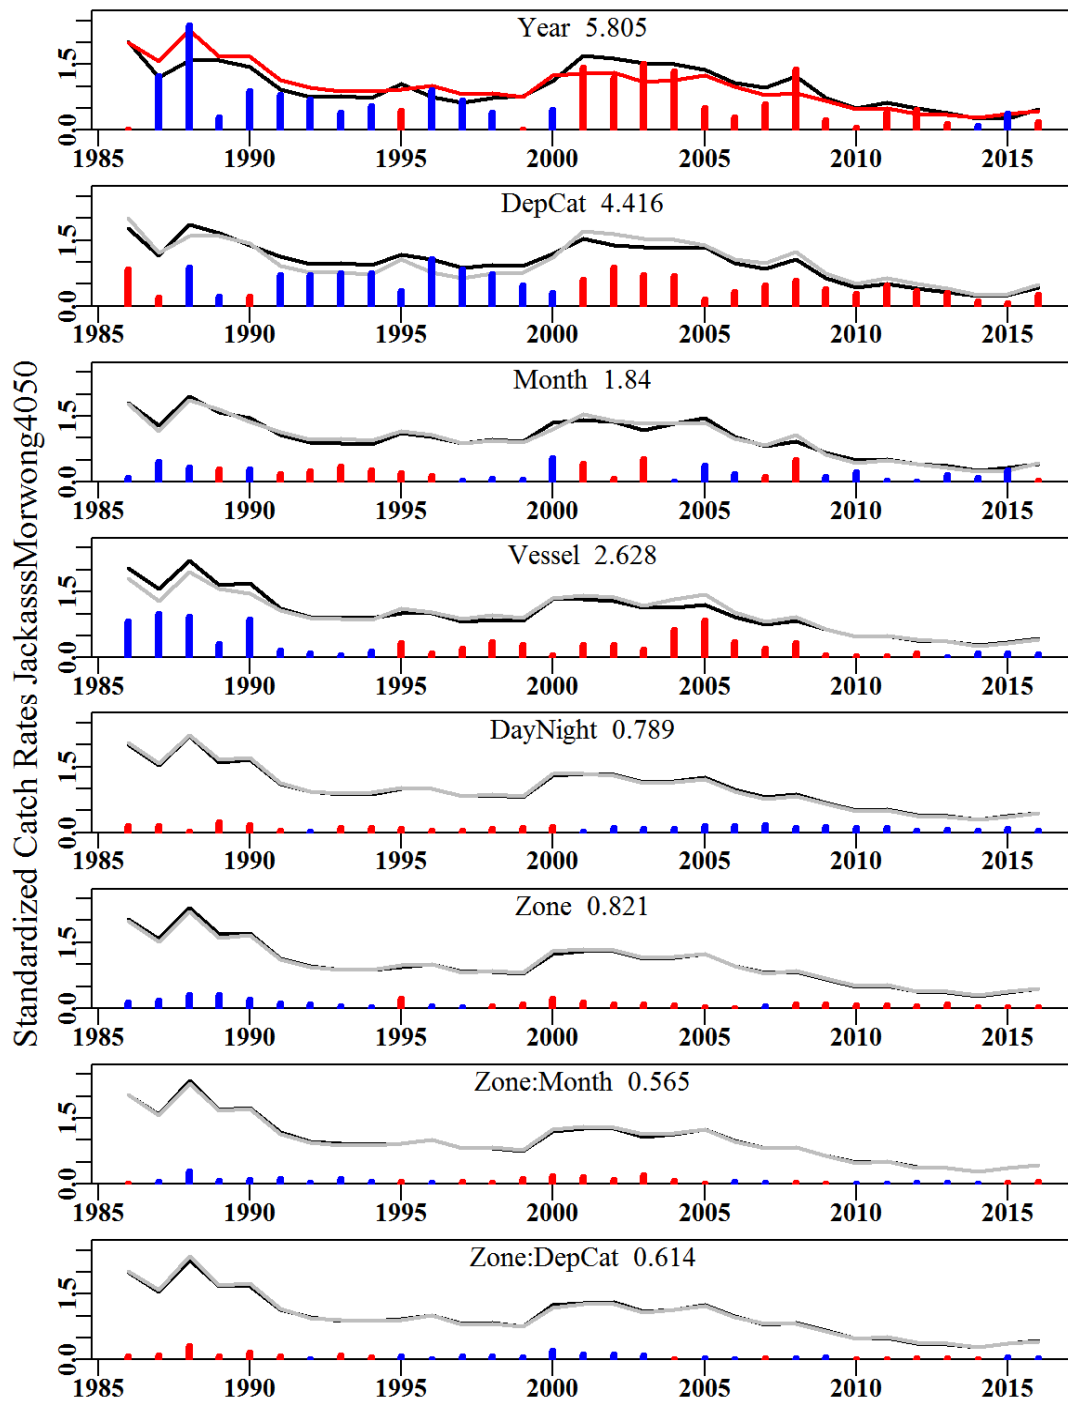 Standardized Catch Rates JackasssMorwong4050
Year 5.805
0.0 1.5
1985 1990 1995 2000 2005 2010 2015
DepCat 4.416
0.0 1.5
1985 1990 1995 2000 2005 2010 2015
Month 1.84
0.0 1.5
1985 1990 1995 2000 2005 2010 2015
Vessel 2.628
0.0 1.5
1985 1990 1995 2000 2005 2010 2015
DayNight 0.789
0.0 1.5
1985 1990 1995 2000 2005 2010 2015
Zone 0.821
0.0 1.5
1985 1990 1995 2000 2005 2010 2015
Zone:Month 0.565
0.0 1.5
1985 1990 1995 2000 2005 2010 2015
Zone:DepCat 0.614
0.0 1.5
1985 1990 1995 2000 2005 2010 2015